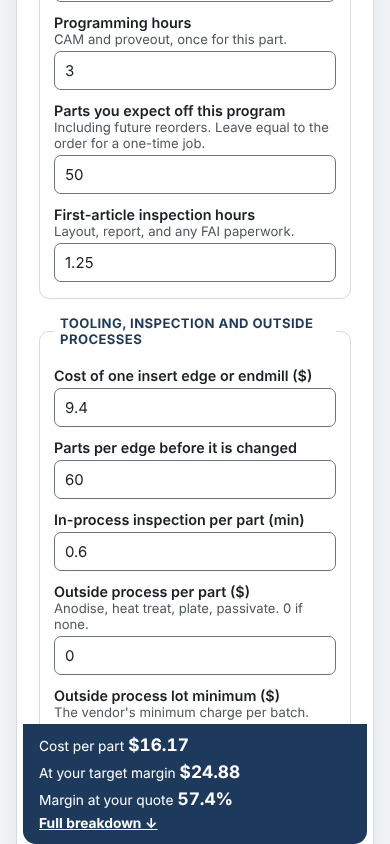 Programming hours
CAM and proveout, once for this part.
3
Parts you expect off this program
Including future reorders. Leave equal to the
order for a one-time job.
50
First-article inspection hours
Layout, report, and any FAI paperwork.
1.25
TOOLING, INSPECTION AND OUTSIDE
PROCESSES
Cost of one insert edge or endmill ($)
9.4
Parts per edge before it is changed
60
In-process inspection per part (min)
0.6
Outside process per part ($)
Anodise, heat treat, plate, passivate. 0 if
none.
0
Outside process lot minimum ($)
The vendor's minimum charge per batch.
Cost per part $16.17
At your target margin $24.88
Margin at your quote 57.4%
Full breakdown ↓